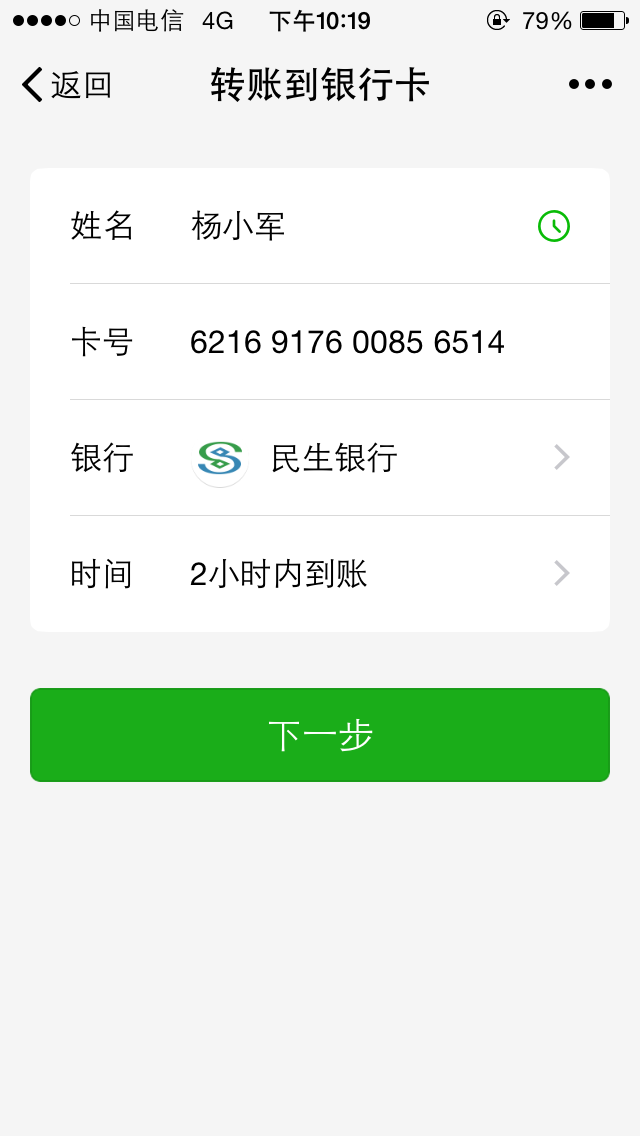 中国电信 4G 下午10:19 79%
返回 转账到银行卡
姓名 杨小军
卡号 6216 9176 0085 6514
银行 民生银行
时间 2小时内到账
下一步